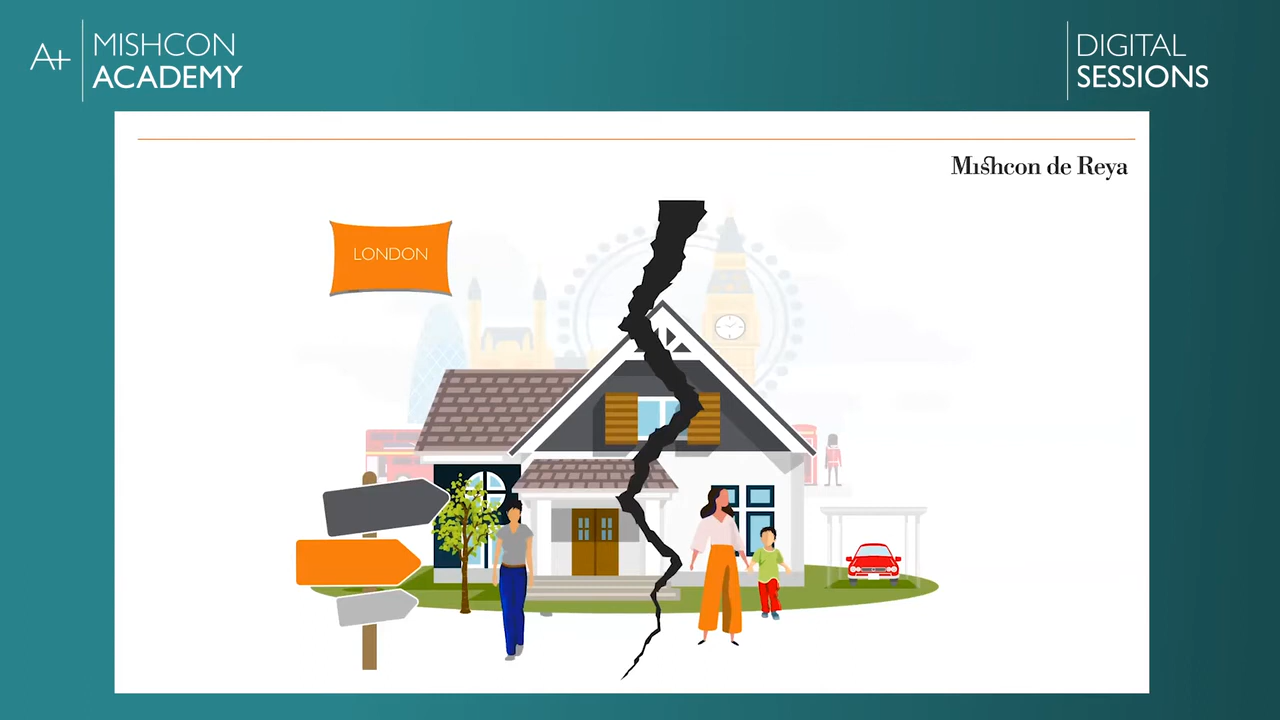 A+
MISHCON
ACADEMY
DIGITAL
SESSIONS
Mishcon de Reya
LONDON